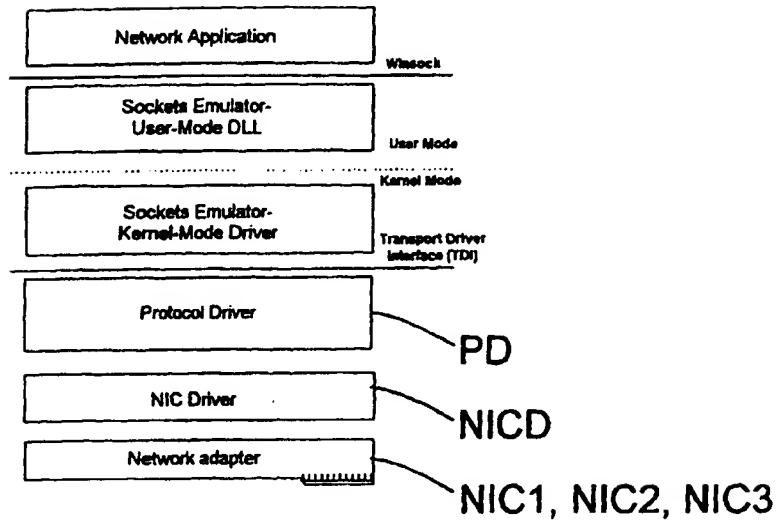 Network Application
Winsock
Sockets Emulator-
User-Mode DLL
User Mode
Kernel Mode
Sockets Emulator-
Kernel-Mode Driver
Transport Driver
Interface (TDI)
Protocol Driver
PD
NIC Driver
NICD
Network adapter
NIC1, NIC2, NIC3